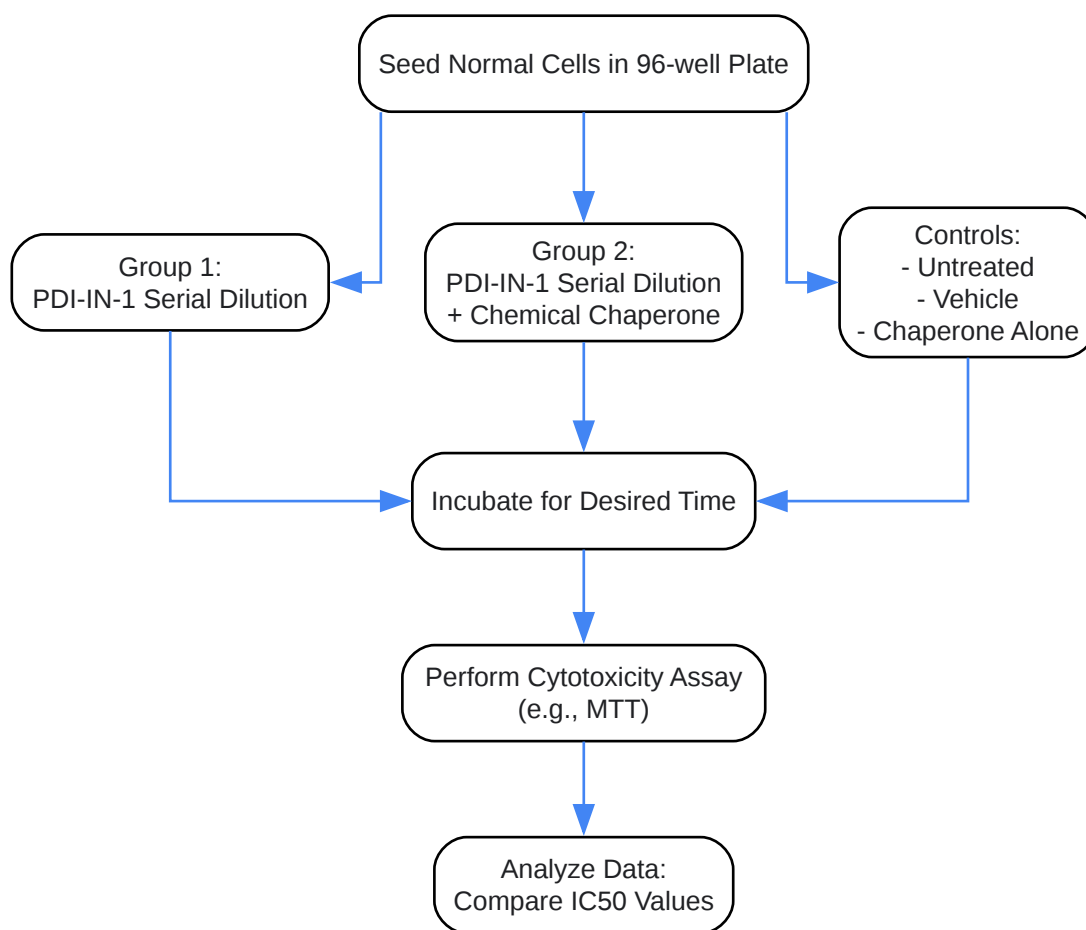 Seed Normal Cells in 96-well Plate
Group 1:
PDI-IN-1 Serial Dilution
Group 2:
PDI-IN-1 Serial Dilution
+ Chemical Chaperone
Controls:
- Untreated
- Vehicle
- Chaperone Alone
Incubate for Desired Time
Perform Cytotoxicity Assay
(e.g., MTT)
Analyze Data:
Compare IC50 Values